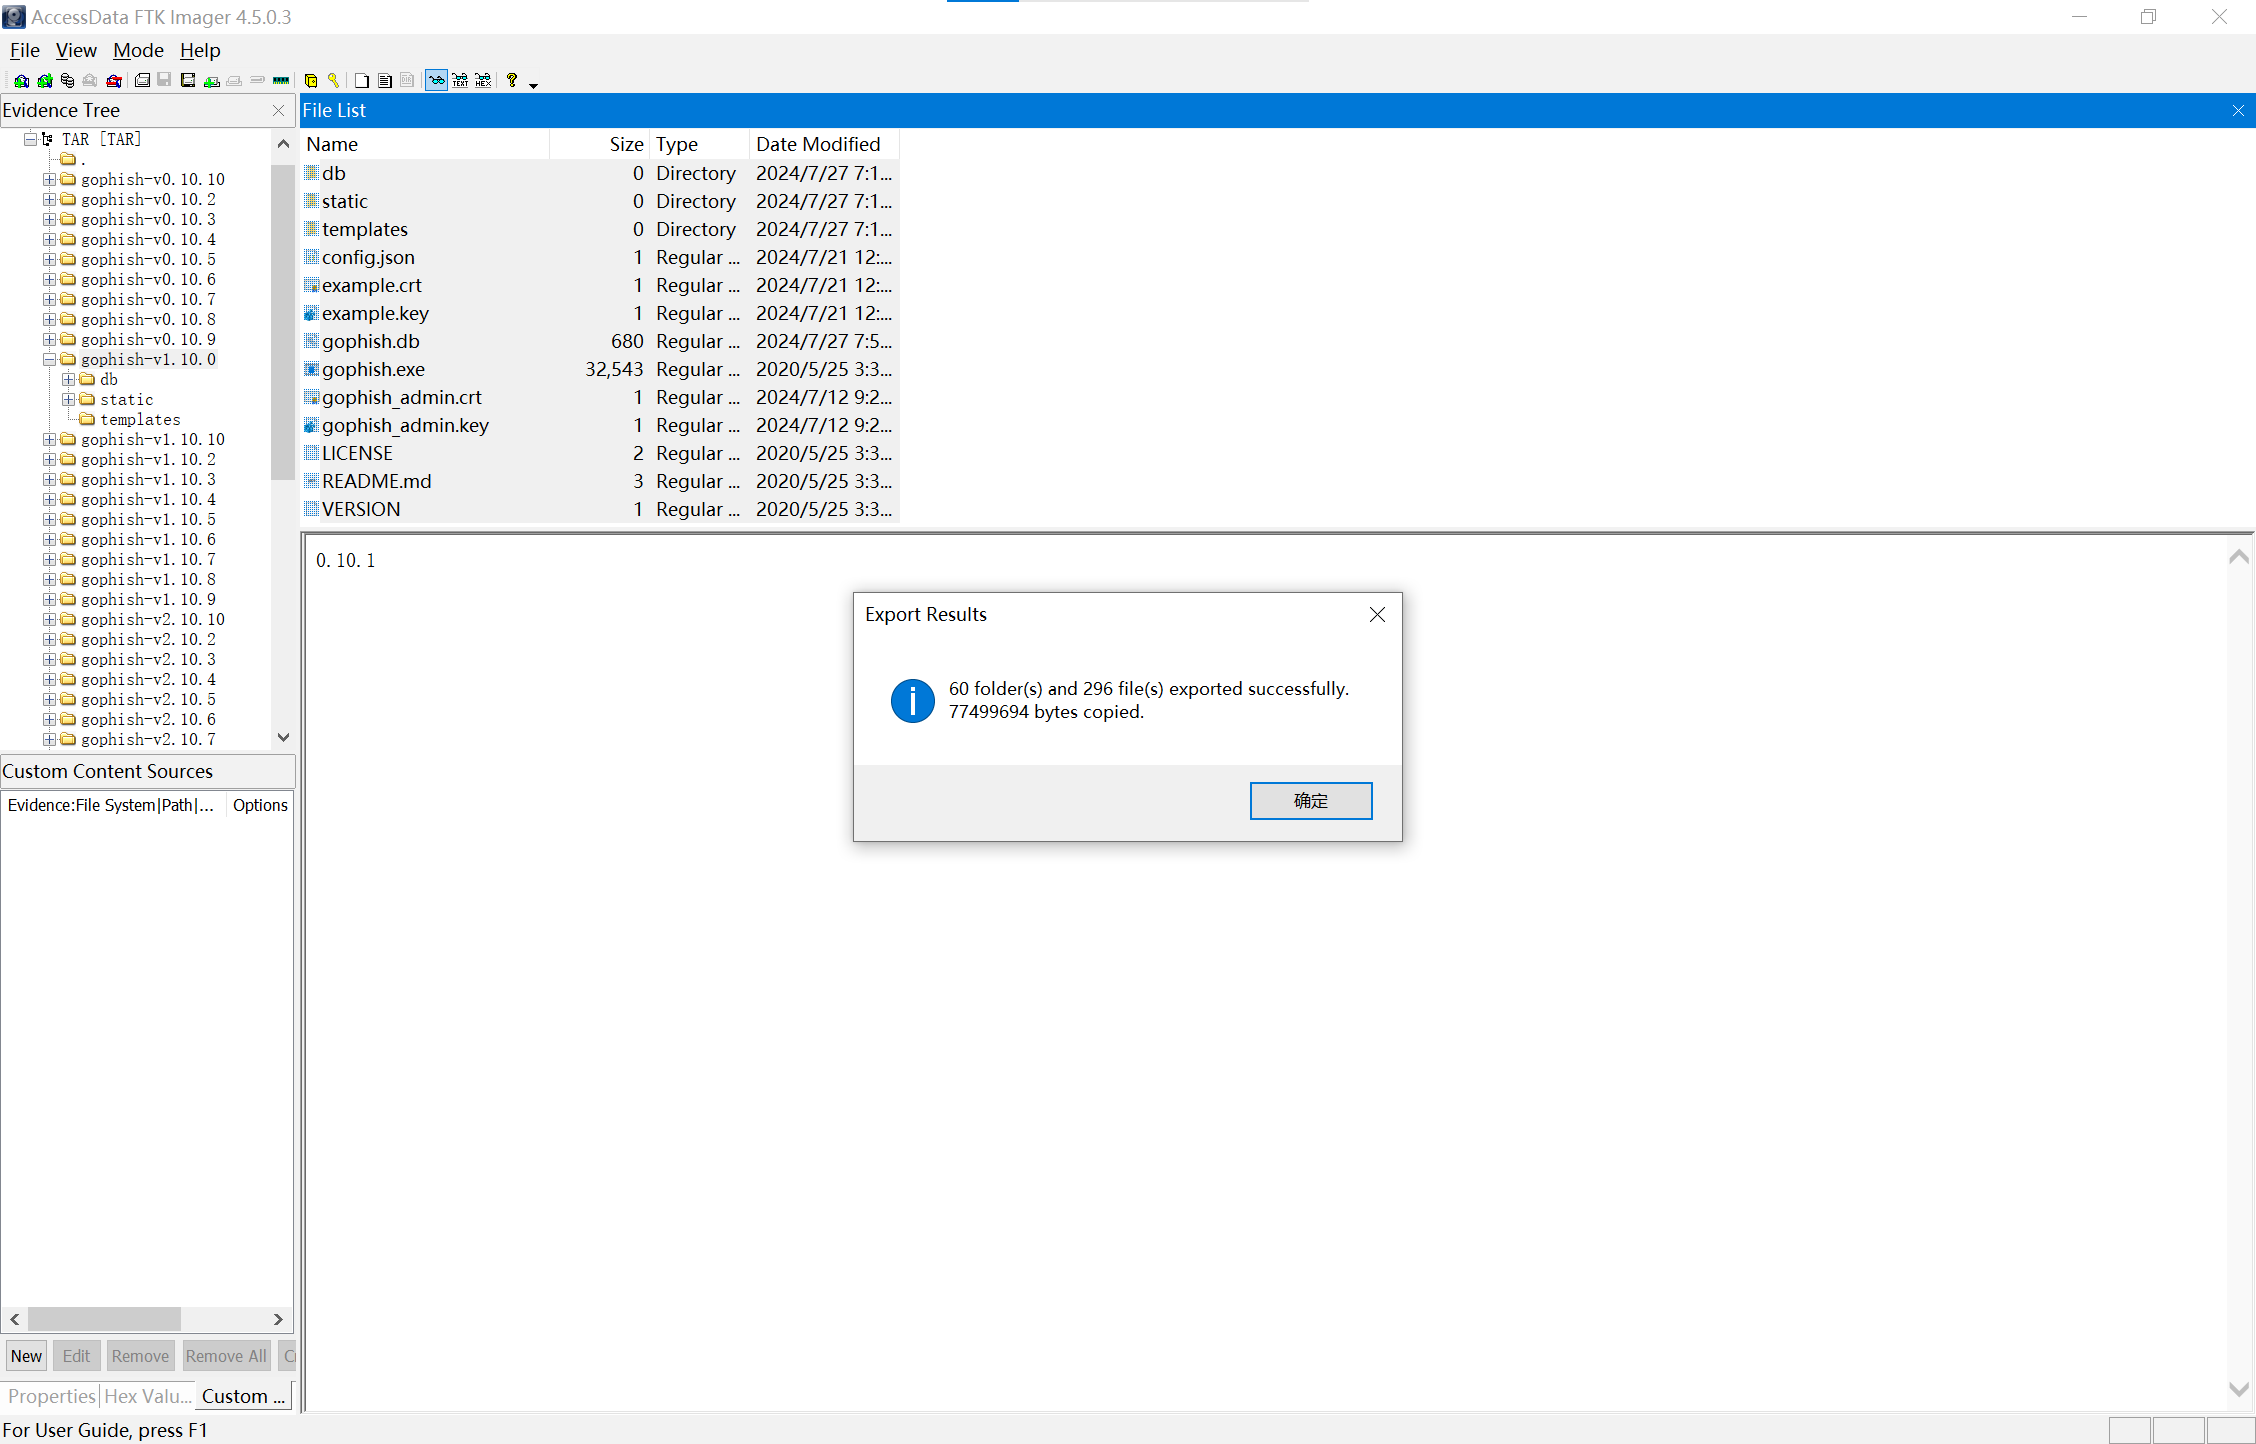 AccessData FTK Imager 4.5.0.3
File View Mode Help
Evidence Tree
TAR [TAR]
.
gophish-v0.10.10
gophish-v0.10.2
gophish-v0.10.3
gophish-v0.10.4
gophish-v0.10.5
gophish-v0.10.6
gophish-v0.10.7
gophish-v0.10.8
gophish-v0.10.9
gophish-v1.10.0
db
static
templates
gophish-v1.10.10
gophish-v1.10.2
gophish-v1.10.3
gophish-v1.10.4
gophish-v1.10.5
gophish-v1.10.6
gophish-v1.10.7
gophish-v1.10.8
gophish-v1.10.9
gophish-v2.10.10
gophish-v2.10.2
gophish-v2.10.3
gophish-v2.10.4
gophish-v2.10.5
gophish-v2.10.6
gophish-v2.10.7
Custom Content Sources
Evidence:File System|Path|... Options
New Edit Remove Remove All Cr
Properties Hex Valu... Custom ...
File List
Name Size Type Date Modified
db 0 Directory 2024/7/27 7:1...
static 0 Directory 2024/7/27 7:1...
templates 0 Directory 2024/7/27 7:1...
config.json 1 Regular ... 2024/7/21 12:...
example.crt 1 Regular ... 2024/7/21 12:...
example.key 1 Regular ... 2024/7/21 12:...
gophish.db 680 Regular ... 2024/7/27 7:5...
gophish.exe 32,543 Regular ... 2020/5/25 3:3...
gophish_admin.crt 1 Regular ... 2024/7/12 9:2...
gophish_admin.key 1 Regular ... 2024/7/12 9:2...
LICENSE 2 Regular ... 2020/5/25 3:3...
README.md 3 Regular ... 2020/5/25 3:3...
VERSION 1 Regular ... 2020/5/25 3:3...
0.10.1
Export Results
60 folder(s) and 296 file(s) exported successfully.
77499694 bytes copied.
确定
For User Guide, press F1